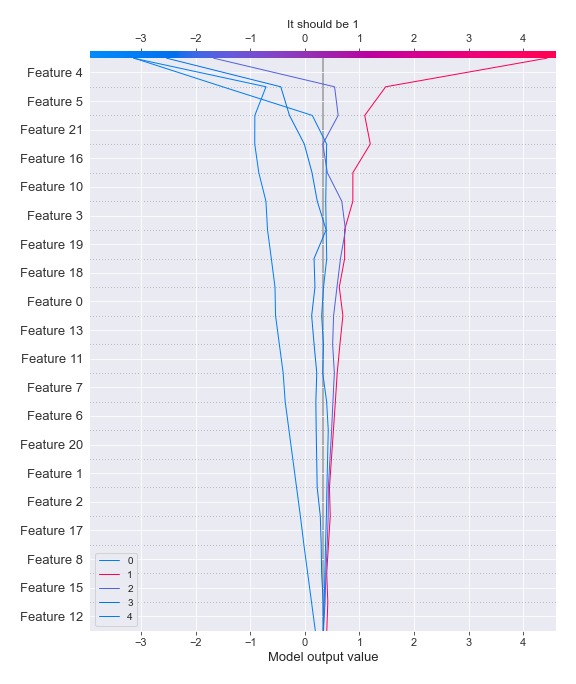 It should be 1
−3 −2 −1 0 1 2 3 4
Feature 4
Feature 5
Feature 21
Feature 16
Feature 10
Feature 3
Feature 19
Feature 18
Feature 0
Feature 13
Feature 11
Feature 7
Feature 6
Feature 20
Feature 1
Feature 2
Feature 17
Feature 8
Feature 15
Feature 12
0
1
2
3
4
−3 −2 −1 0 1 2 3 4
Model output value